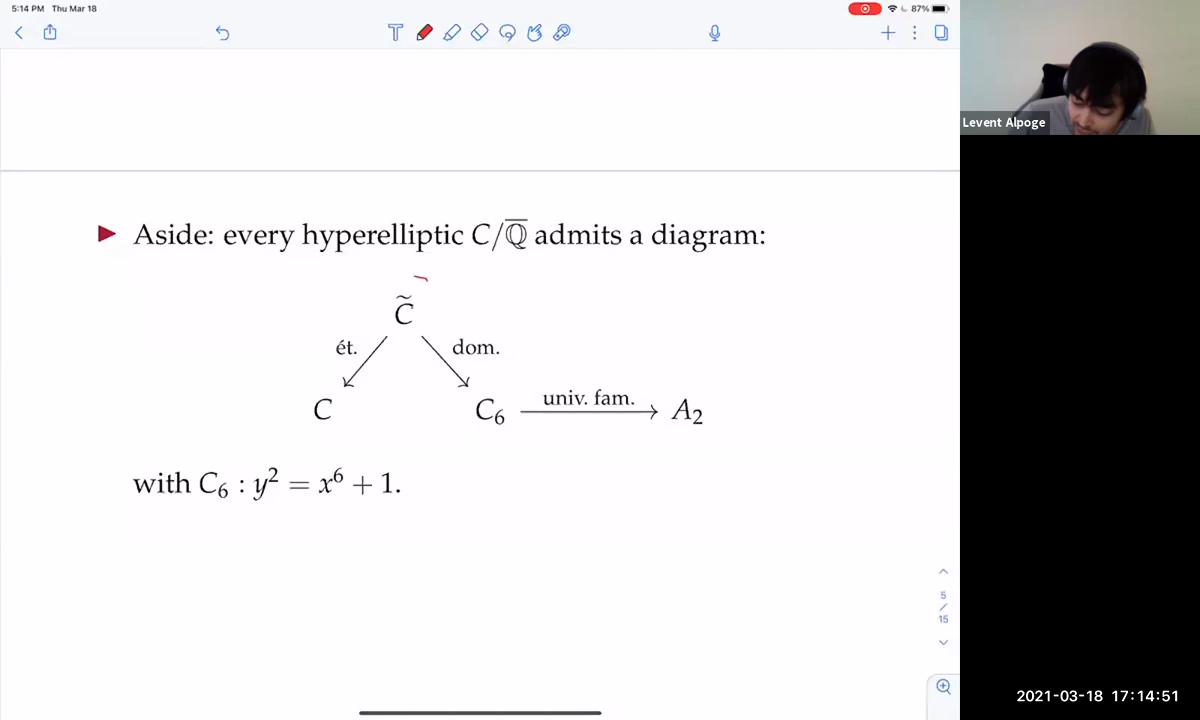 5:14 PM Thu Mar 18
87%
Levent Alpoge
▶ Aside: every hyperelliptic C/ℚ̅ admits a diagram:
C̃
ét. dom.
univ. fam.
C C₆ A₂
with C₆ : y² = x⁶ + 1.
5
/
15
2021-03-18 17:14:51